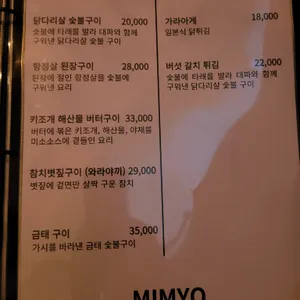 닭다리살 숯불구이 20,000
숯불에 타래를 발라 대파와 함께
구워낸 닭다리살 숯불 구이
항정살 된장구이 28,000
된장에 절인 항정살을 숯불에
구워낸 요리
키조개 해산물 버터구이 33,000
버터에 볶은 키조개, 해산물, 야채를
미소소스에 곁들인 요리
참치볏짚구이 (와라야끼) 29,000
볏짚에 겉면만 살짝 구운 참치
금태 구이 35,000
가시를 바라낸 금태 숯불구이
가라아게 18,000
일본식 닭튀김
버섯 갈치 튀김 22,000
숯불에 타래를 발라 대파와 함께
구워낸 닭다리살 숯불 구이
MIMYO